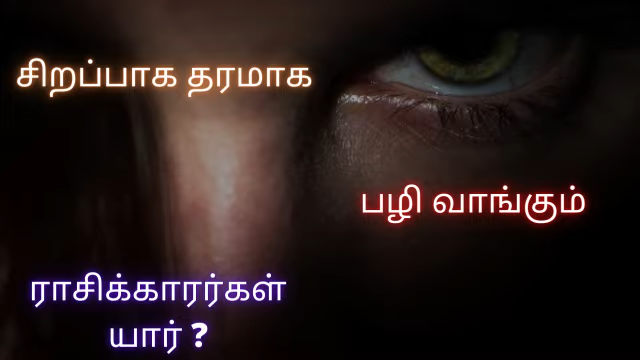 சிறப்பாக தரமாக
பழி வாங்கும்
ராசிக்காரர்கள்
யார் ?